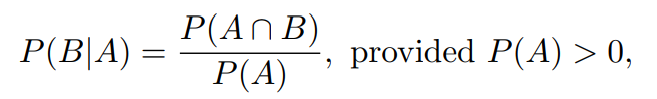 P(B|A) = P(A ∩ B) / P(A), provided P(A) > 0,